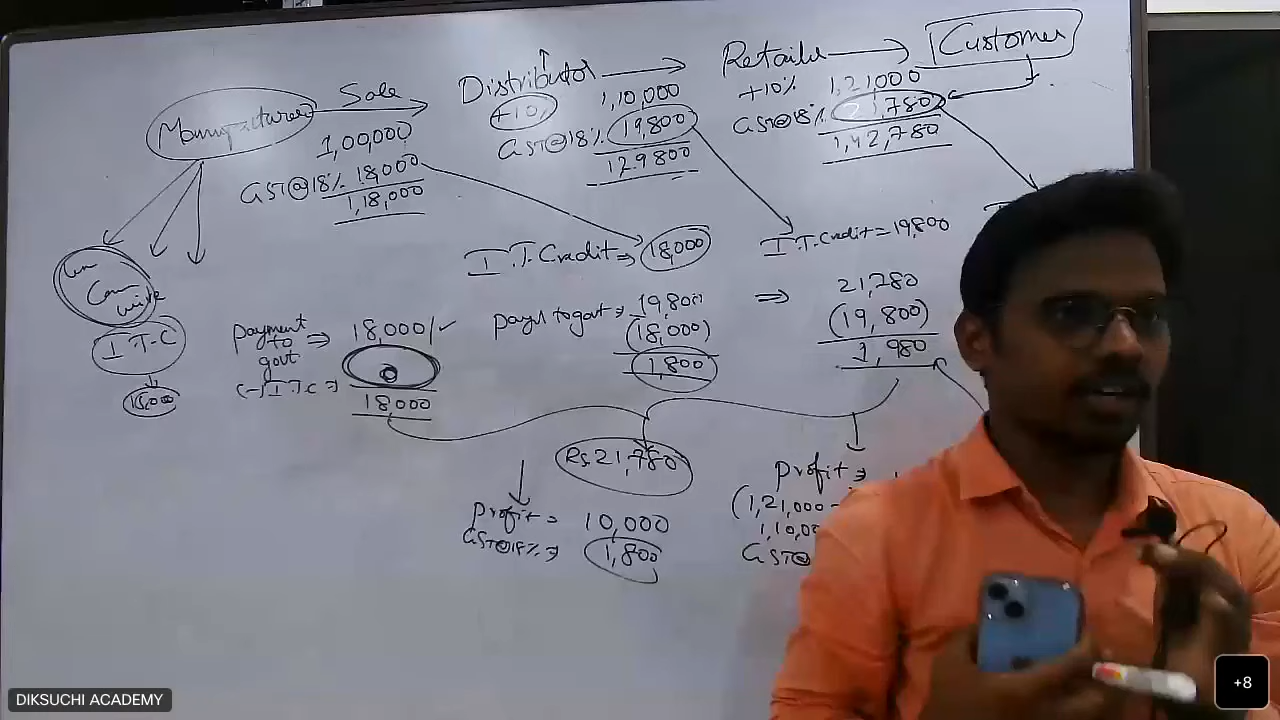 Manufacturer
Sale
1,00,000
GST@18% 18,000
1,18,000
Distributor
+10%
1,10,000
GST@18% 19,800
129800
Retailer
+10% 1,21,000
GST@18% 21,780
1,42,780
Customer
I.T.Credit ⇒ 18,000
I.T.Credit = 19,800
I T C
18,000
payment to govt ⇒ 18,000/-
(-) I.T.C ⇒ 0
18000
payt to govt ⇒ 19,800
(18,000)
1,800
⇒ 21,780
(19,800)
1,980
Rs 21,780
Profit = 10,000
GST@18% ⇒ 1,800
Profit ⇒
(1,21,000 -
1,10,00
GST@
DIKSUCHI ACADEMY
+8